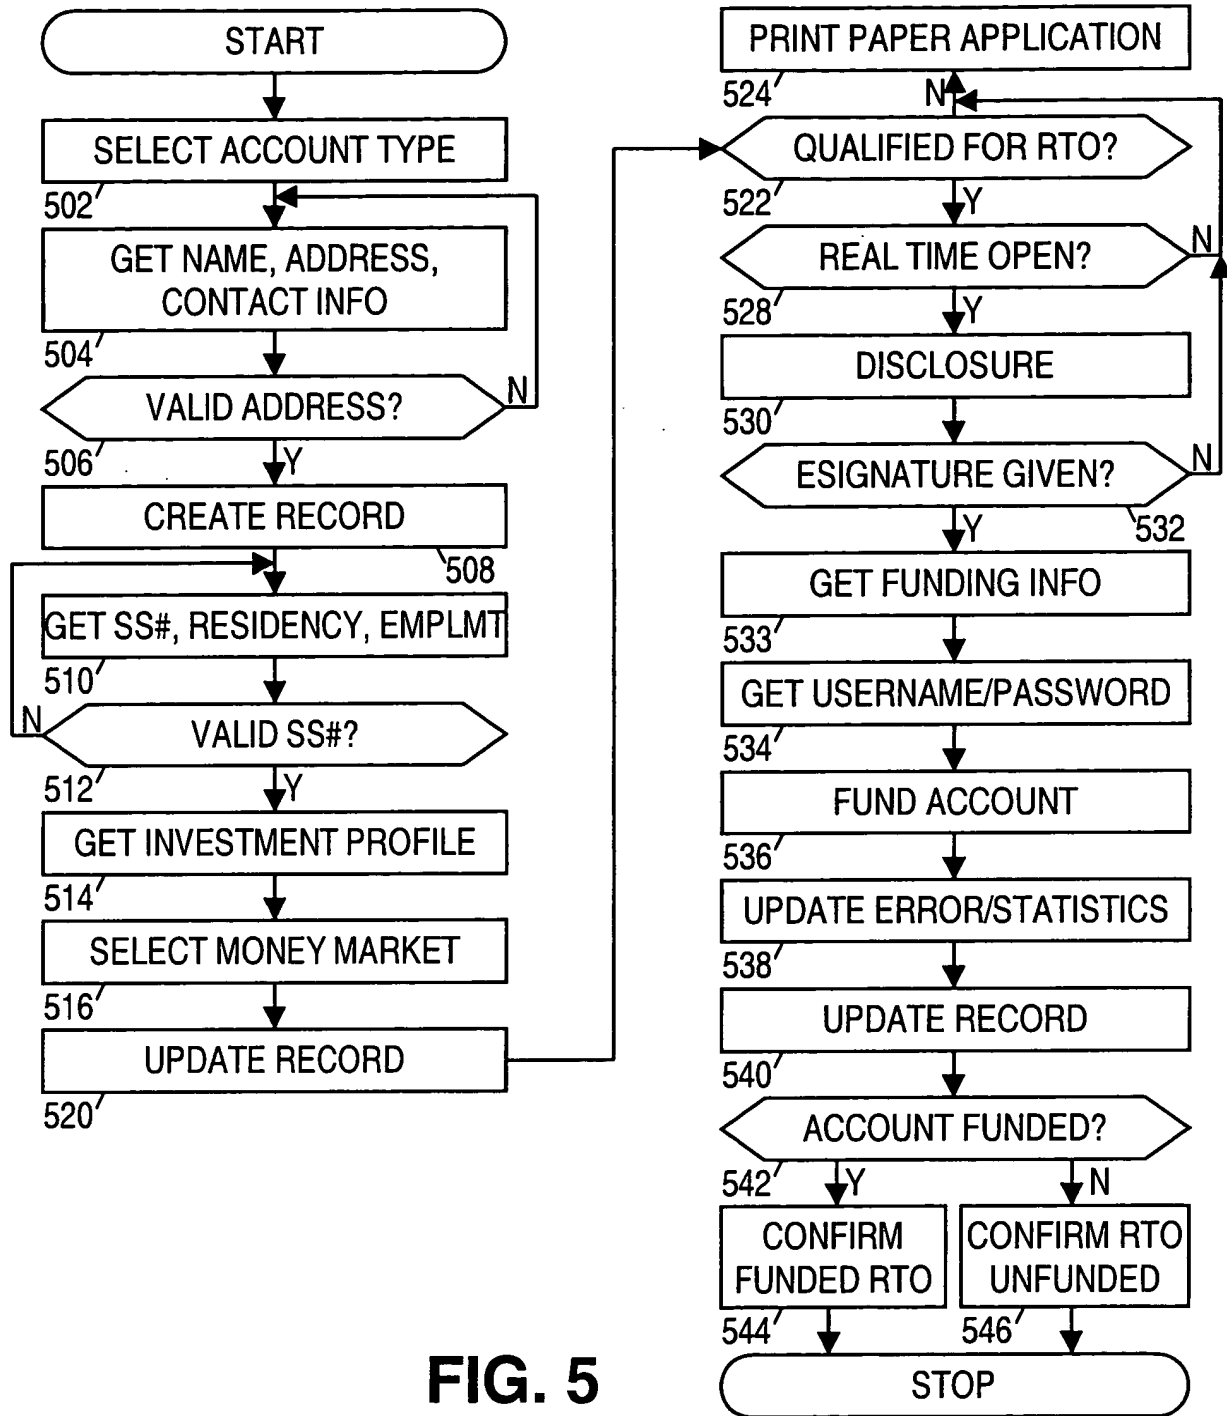 START
SELECT ACCOUNT TYPE
502
GET NAME, ADDRESS,
CONTACT INFO
504
VALID ADDRESS?
N
506
Y
CREATE RECORD
508
GET SS#, RESIDENCY, EMPLMT
510
N
VALID SS#?
512
Y
GET INVESTMENT PROFILE
514
SELECT MONEY MARKET
516
UPDATE RECORD
520
PRINT PAPER APPLICATION
524
N
QUALIFIED FOR RTO?
522
Y
REAL TIME OPEN?
N
528
Y
DISCLOSURE
530
ESIGNATURE GIVEN?
N
532
Y
GET FUNDING INFO
533
GET USERNAME/PASSWORD
534
FUND ACCOUNT
536
UPDATE ERROR/STATISTICS
538
UPDATE RECORD
540
ACCOUNT FUNDED?
542
Y
N
CONFIRM
FUNDED RTO
544
CONFIRM RTO
UNFUNDED
546
STOP
FIG. 5